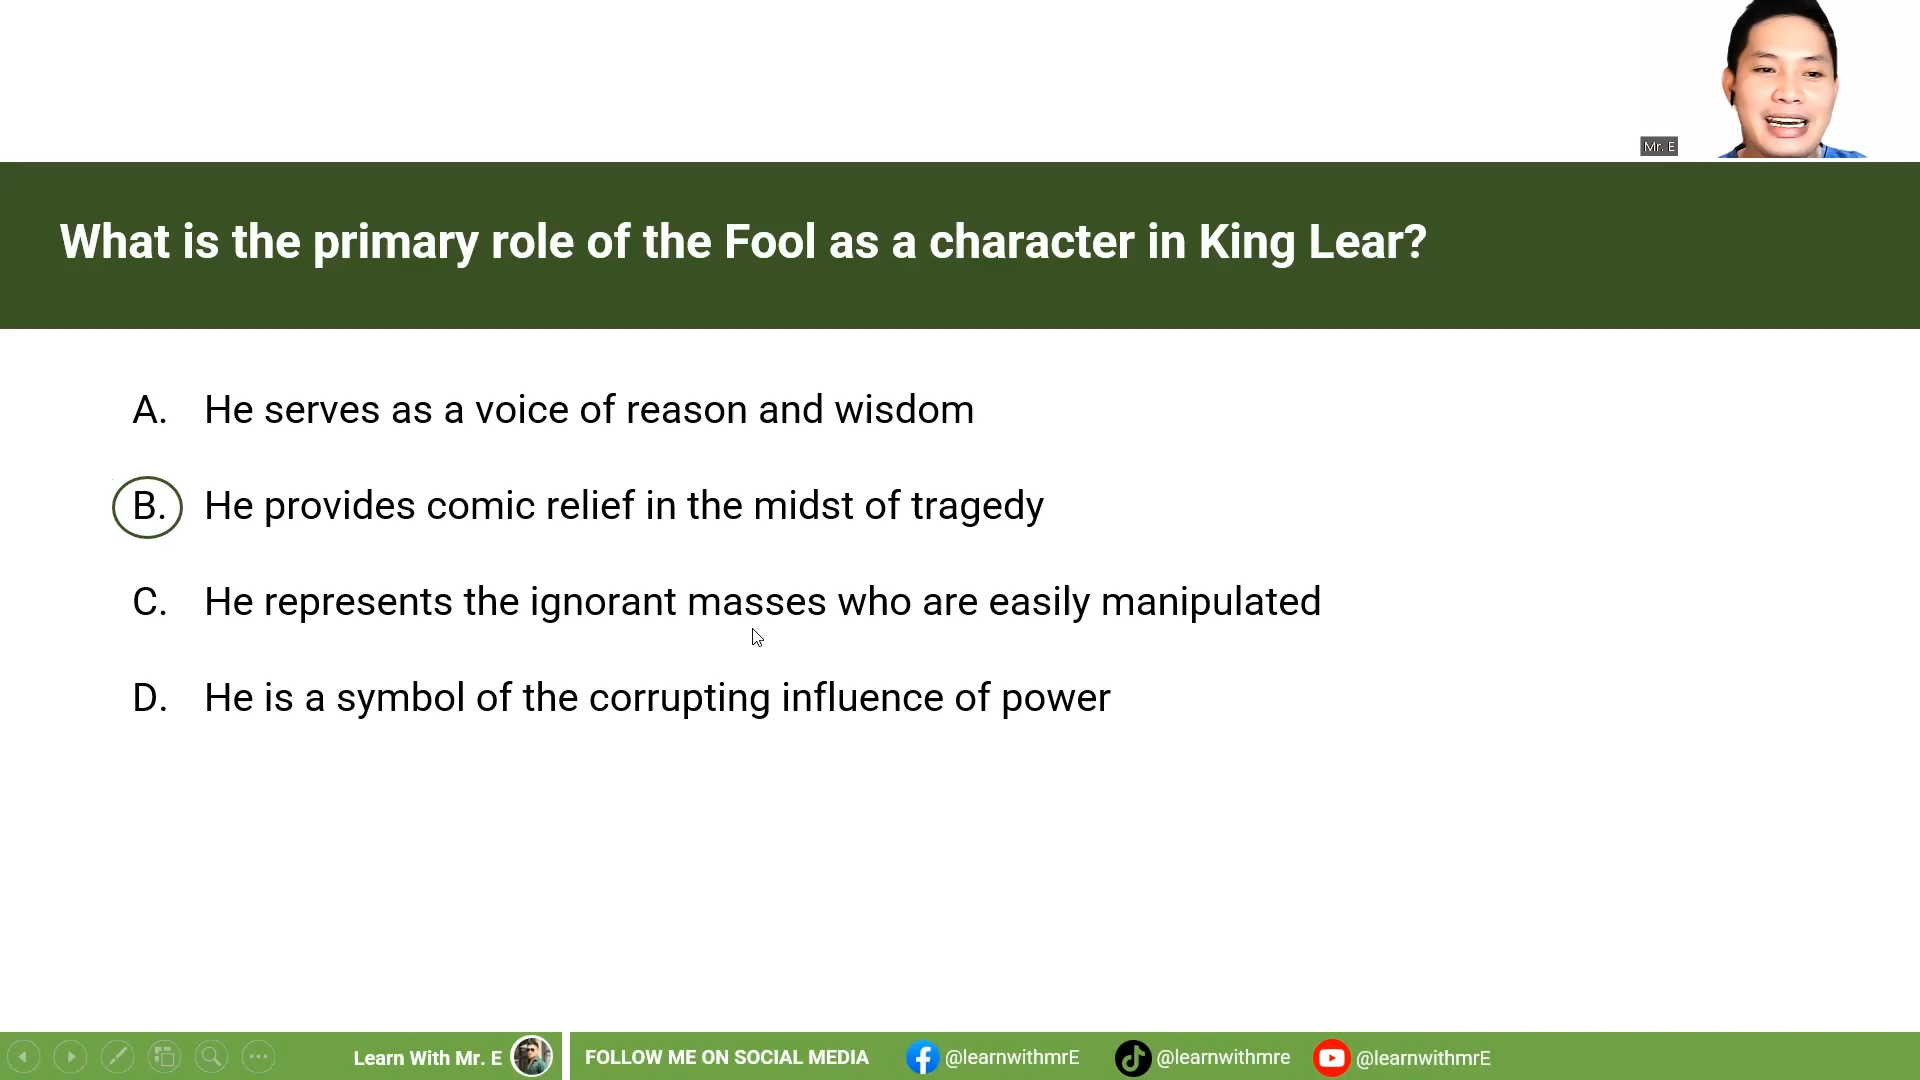 Mr. E
What is the primary role of the Fool as a character in King Lear?
A. He serves as a voice of reason and wisdom
B. He provides comic relief in the midst of tragedy
C. He represents the ignorant masses who are easily manipulated
D. He is a symbol of the corrupting influence of power
Learn With Mr. E FOLLOW ME ON SOCIAL MEDIA @learnwithmrE @learnwithmre @learnwithmrE